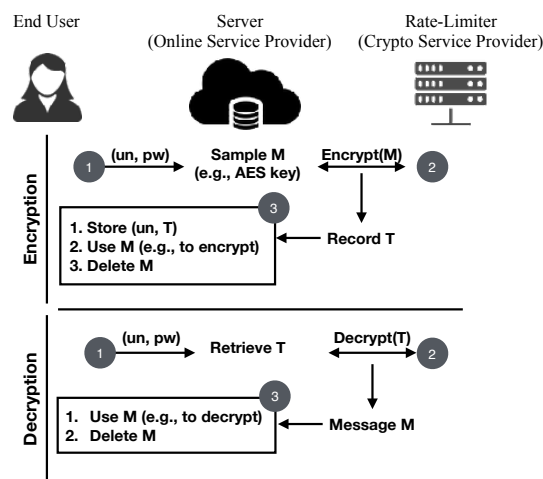 End User
Server
(Online Service Provider)
Rate-Limiter
(Crypto Service Provider)
Encryption
1
(un, pw)
Sample M
(e.g., AES key)
Encrypt(M)
2
3
1. Store (un, T)
2. Use M (e.g., to encrypt)
3. Delete M
Record T
Decryption
1
(un, pw)
Retrieve T
Decrypt(T)
2
3
1. Use M (e.g., to decrypt)
2. Delete M
Message M